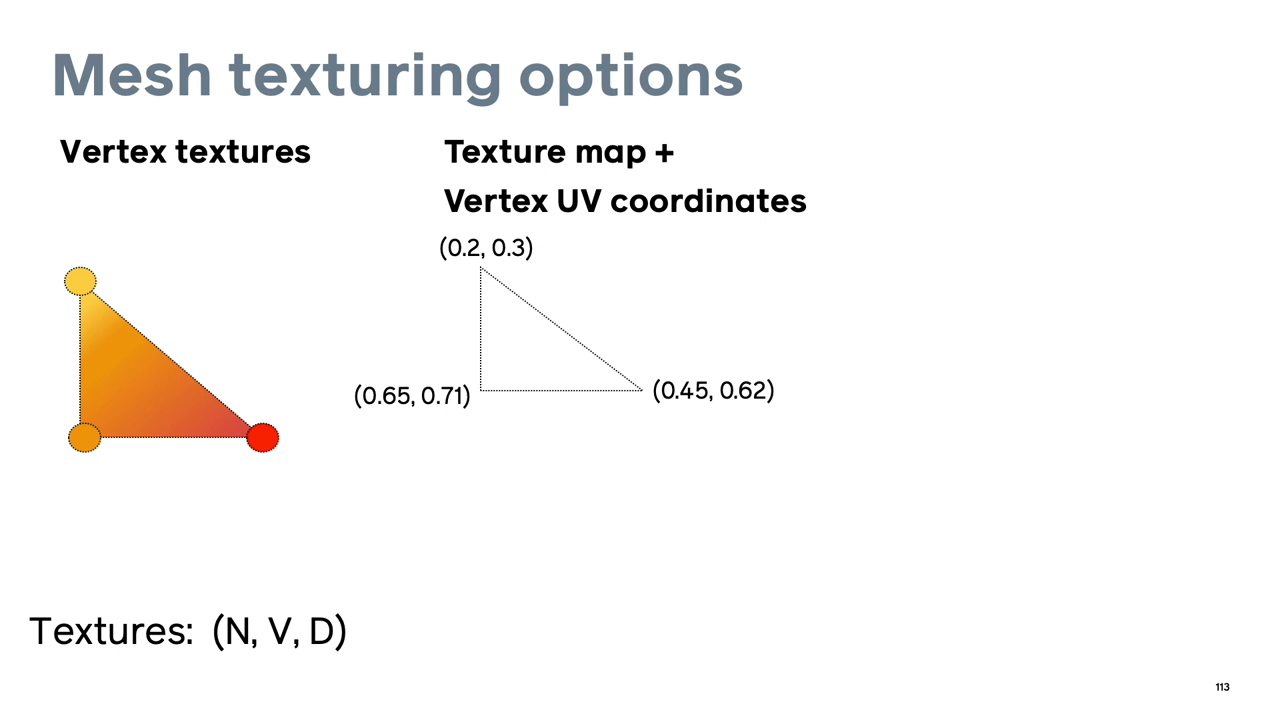 Mesh texturing options
Vertex textures
Texture map +
Vertex UV coordinates
(0.2, 0.3)
(0.65, 0.71)
(0.45, 0.62)
Textures: (N, V, D)
113